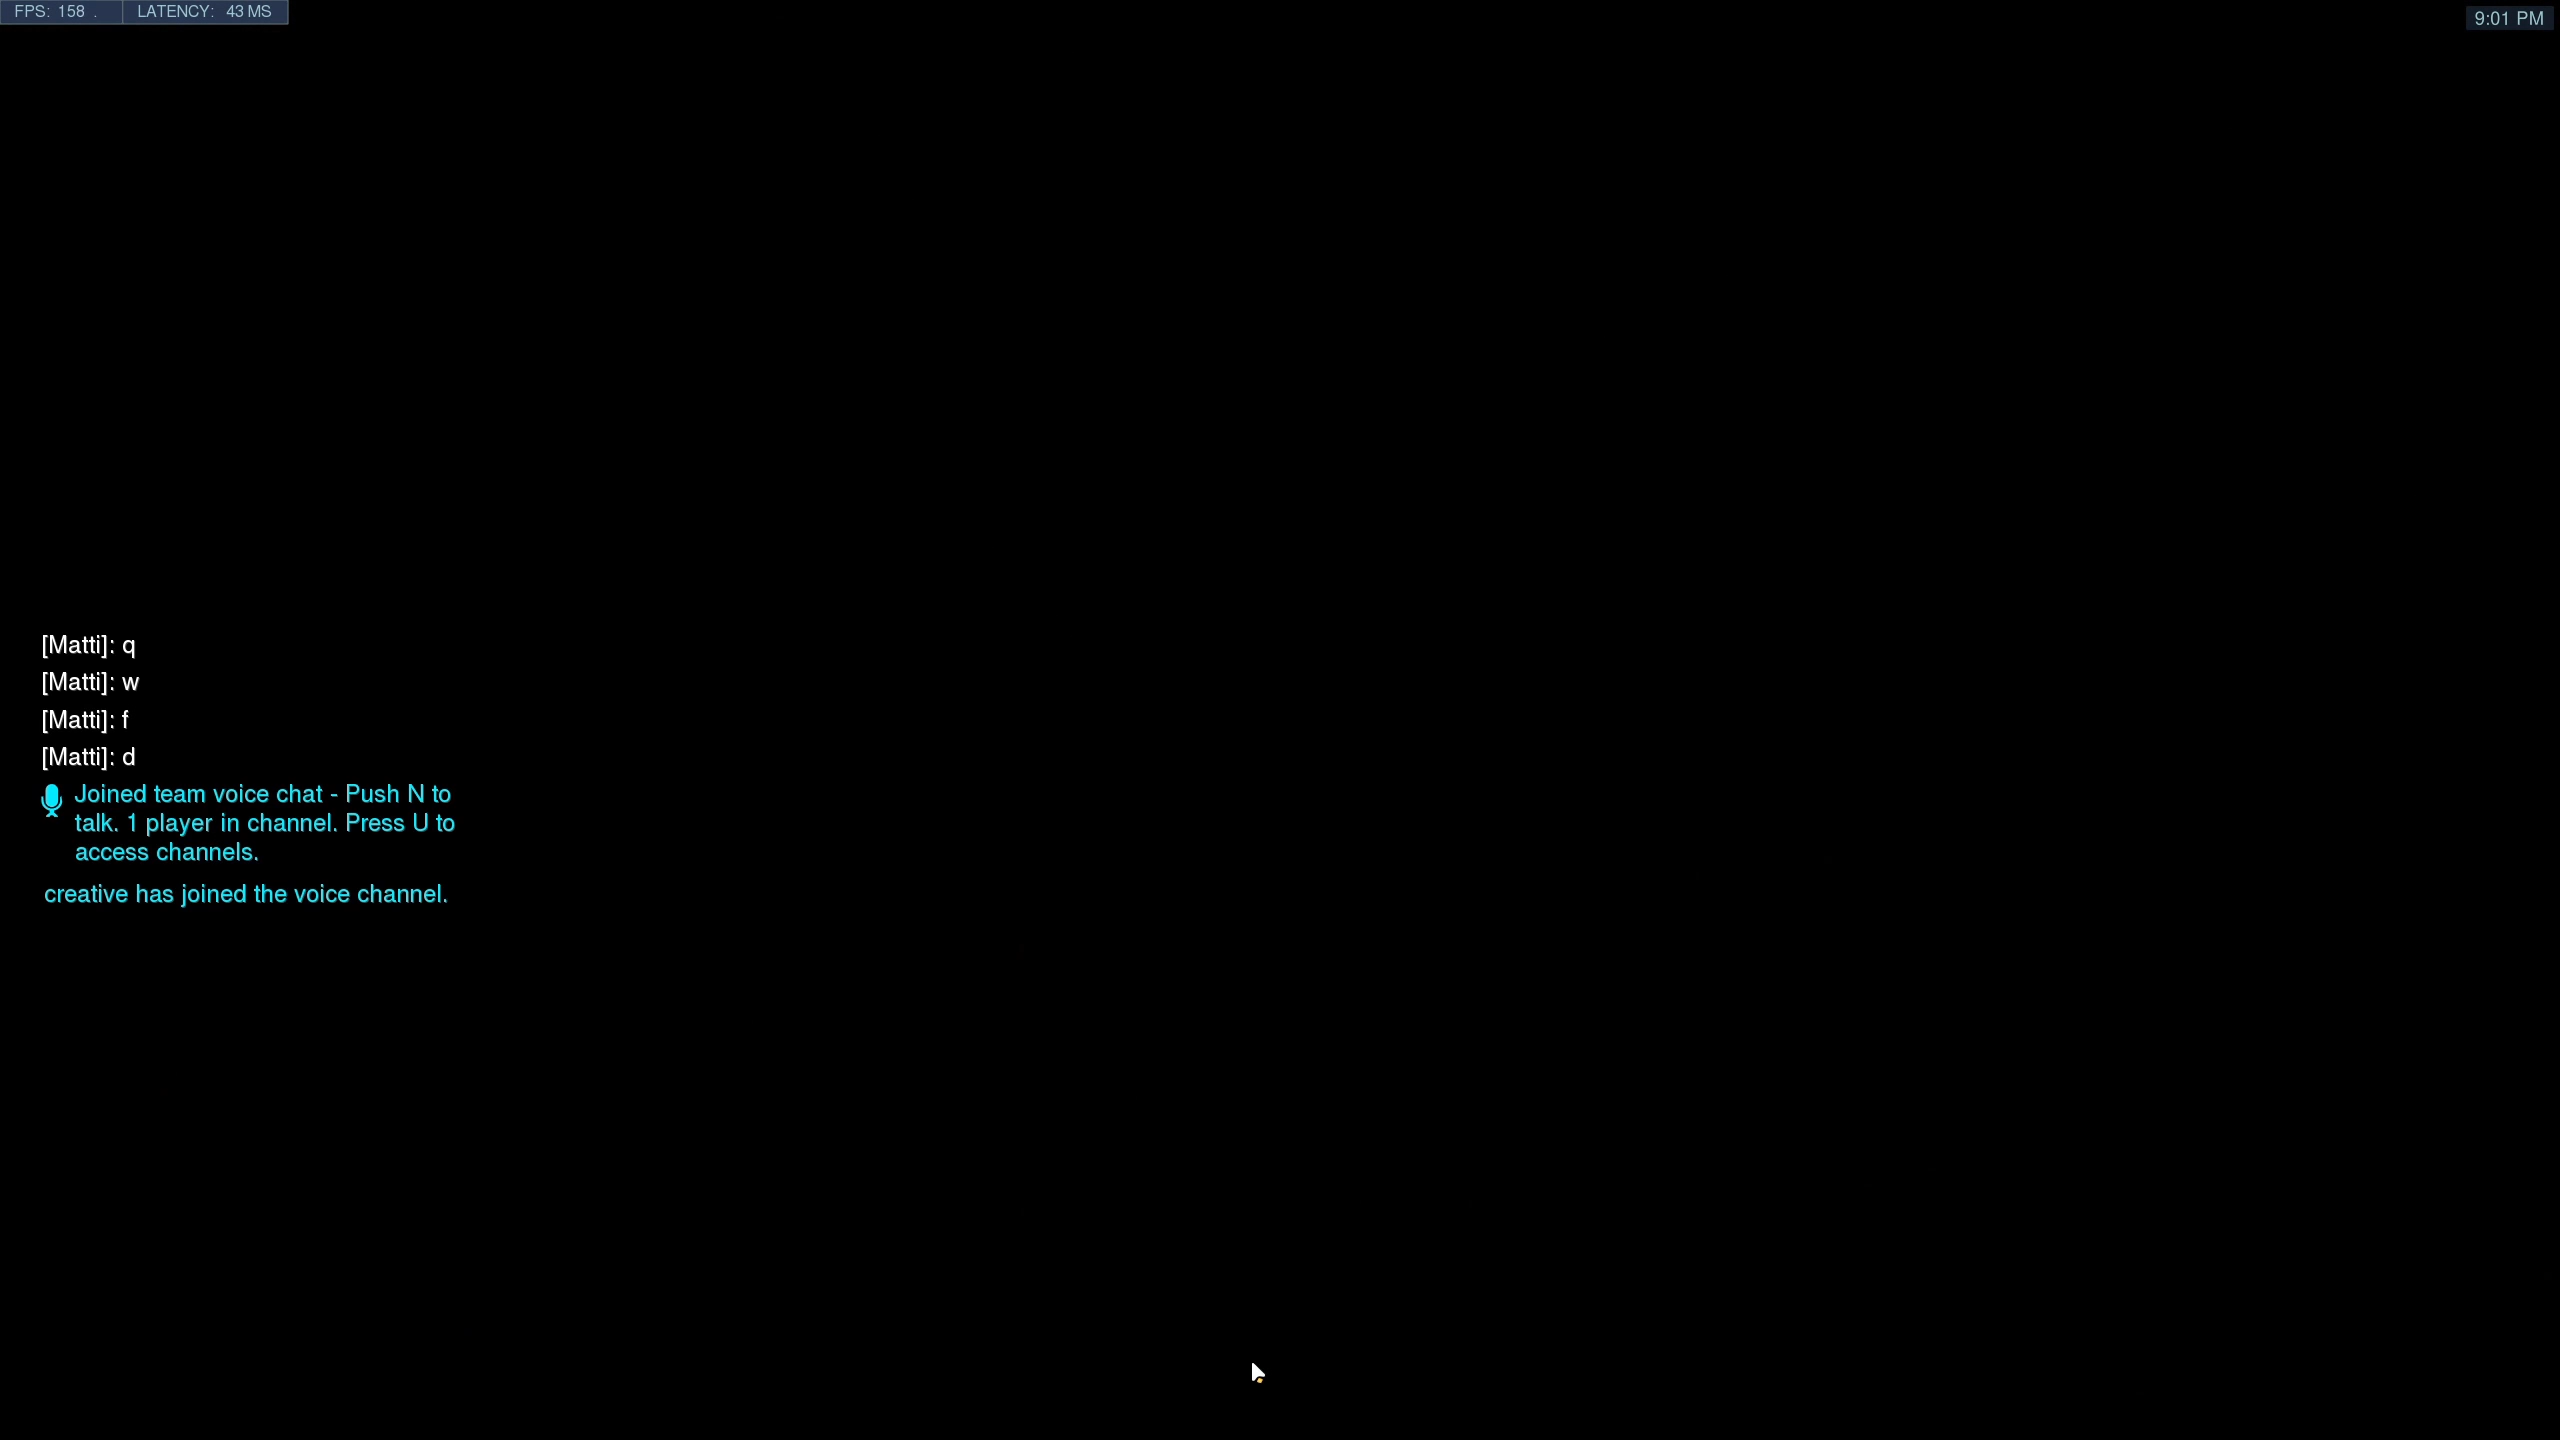 FPS: 158 . LATENCY: 43 MS 9:01 PM
[Matti]: q
[Matti]: w
[Matti]: f
[Matti]: d
Joined team voice chat - Push N to
talk. 1 player in channel. Press U to
access channels.
creative has joined the voice channel.